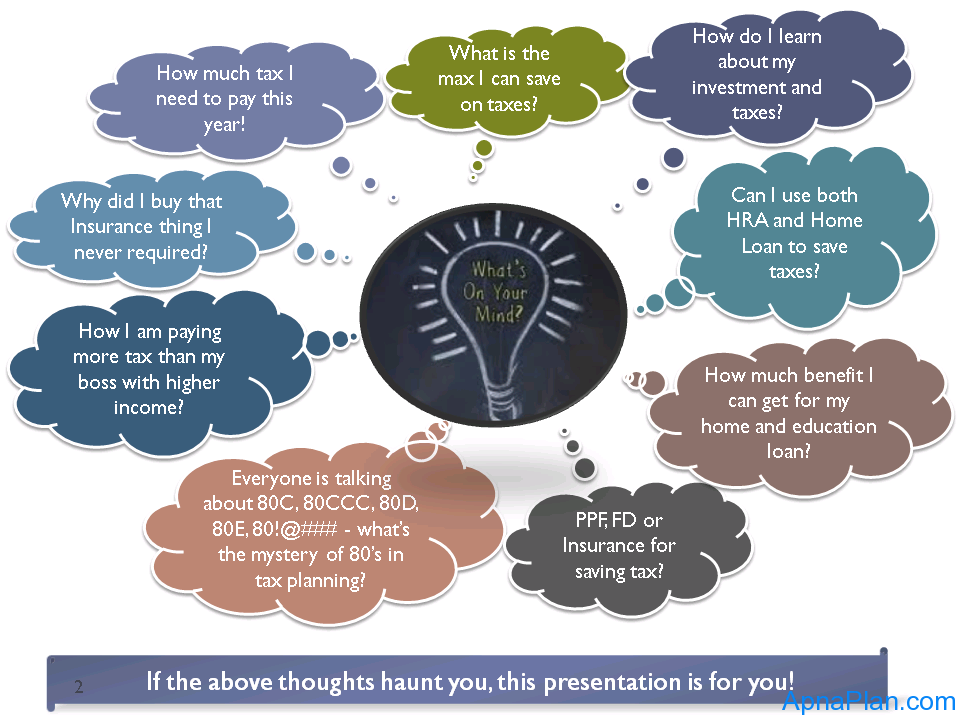 How much tax I
need to pay this
year!
What is the
max I can save
on taxes?
How do I learn
about my
investment and
taxes?
Why did I buy that
Insurance thing I
never required?
Can I use both
HRA and Home
Loan to save
taxes?
What's
On Your
Mind?
How I am paying
more tax than my
boss with higher
income?
How much benefit I
can get for my
home and education
loan?
Everyone is talking
about 80C, 80CCC, 80D,
80E, 80!@### - what's
the mystery of 80's in
tax planning?
PPF, FD or
Insurance for
saving tax?
2
If the above thoughts haunt you, this presentation is for you!
ApnaPlan.com